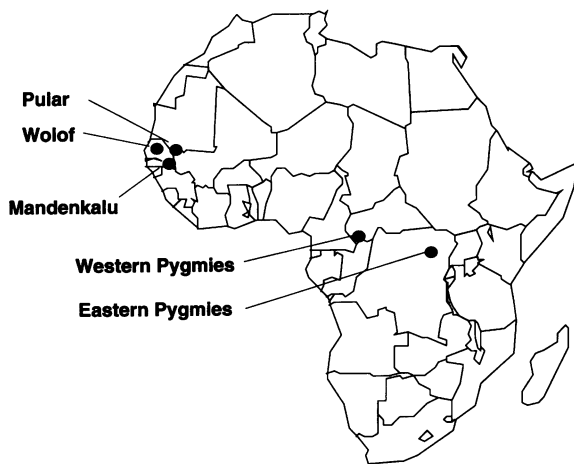 Pular
Wolof
Mandenkalu
Western Pygmies
Eastern Pygmies